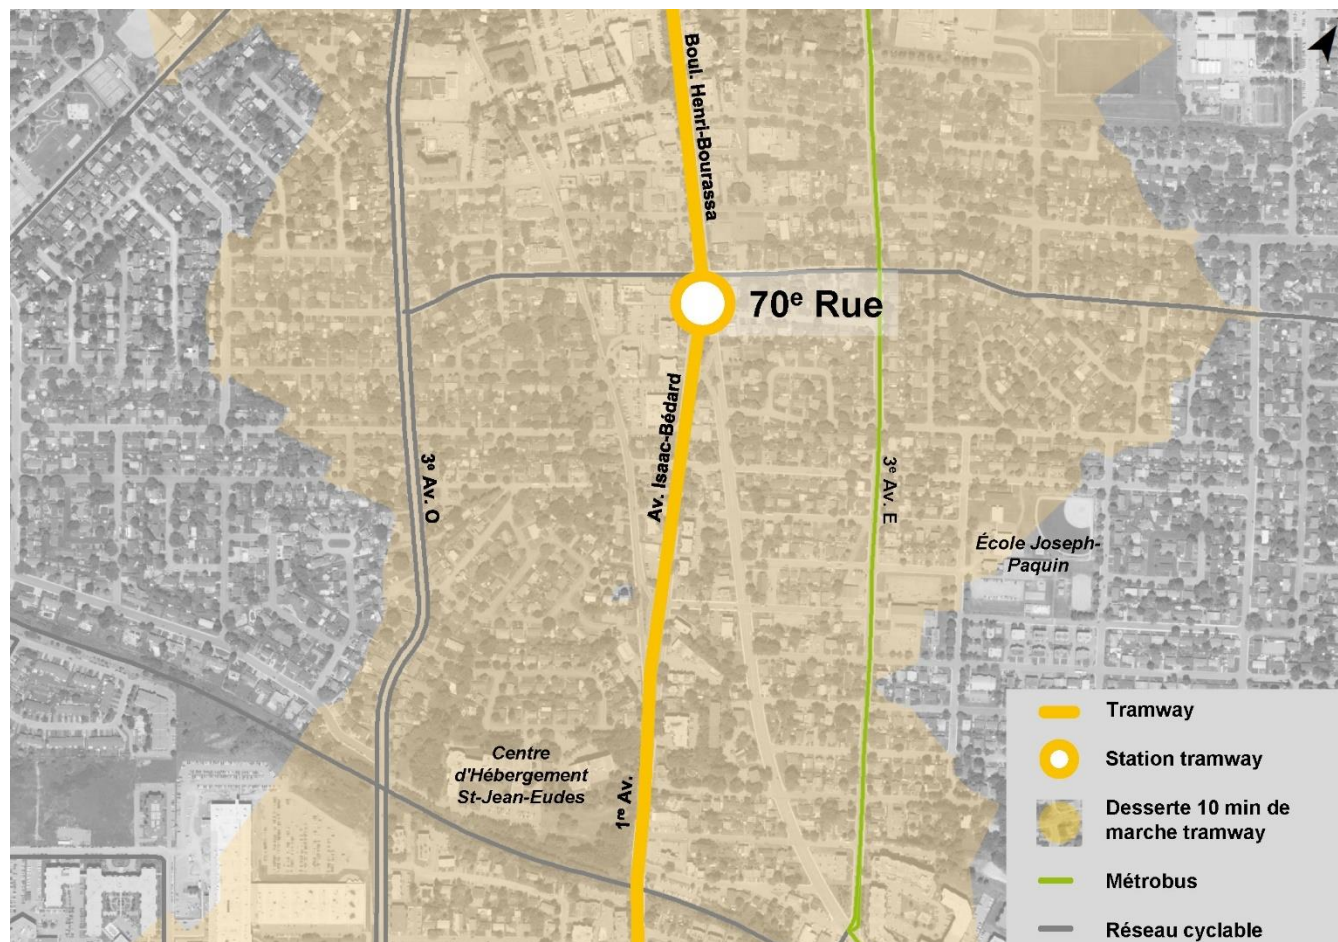 Boul. Henri-Bourassa
70e Rue
Av. Isaac-Bédard
3e Av. O
3e Av. E
École Joseph-
Paquin
Centre
d'Hébergement
St-Jean-Eudes
1re Av.
Tramway
Station tramway
Desserte 10 min de
marche tramway
Métrobus
Réseau cyclable